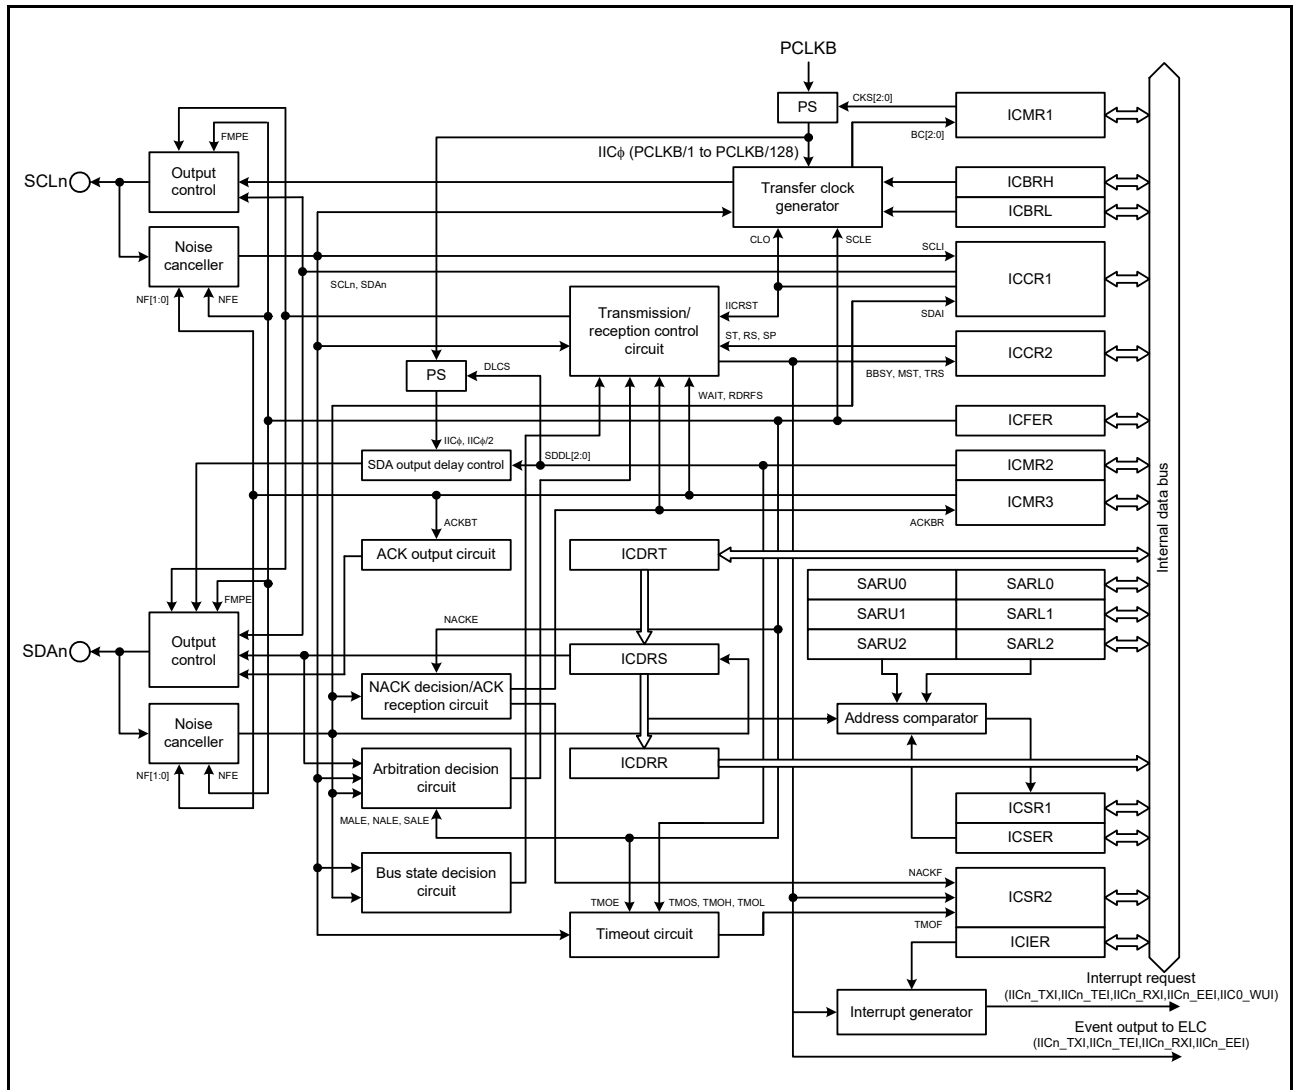 PCLKB
PS
CKS[2:0]
ICMR1
BC[2:0]
FMPE
IICϕ (PCLKB/1 to PCLKB/128)
SCLn
Output
control
Transfer clock
generator
ICBRH
ICBRL
Noise
canceller
CLO
SCLE
SCLI
ICCR1
SCLn, SDAn
NF[1:0]
NFE
IICRST
SDAI
Transmission/
reception control
circuit
ST, RS, SP
ICCR2
BBSY, MST, TRS
PS
DLCS
WAIT, RDRFS
ICFER
IICϕ, IICϕ/2
SDA output delay control
SDDL[2:0]
ICMR2
ICMR3
ACKBR
ACKBT
ACK output circuit
ICDRT
Internal data bus
SARU0
SARL0
FMPE
SARU1
SARL1
NACKE
SDAn
Output
control
SARU2
SARL2
ICDRS
NACK decision/ACK
reception circuit
Address comparator
Noise
canceller
NF[1:0]
NFE
Arbitration decision
circuit
ICDRR
MALE, NALE, SALE
ICSR1
ICSER
Bus state decision
circuit
NACKF
ICSR2
TMOE
TMOS, TMOH, TMOL
TMOF
Timeout circuit
ICIER
Interrupt request
(IICn_TXI,IICn_TEI,IICn_RXI,IICn_EEI,IIC0_WUI)
Interrupt generator
Event output to ELC
(IICn_TXI,IICn_TEI,IICn_RXI,IICn_EEI)